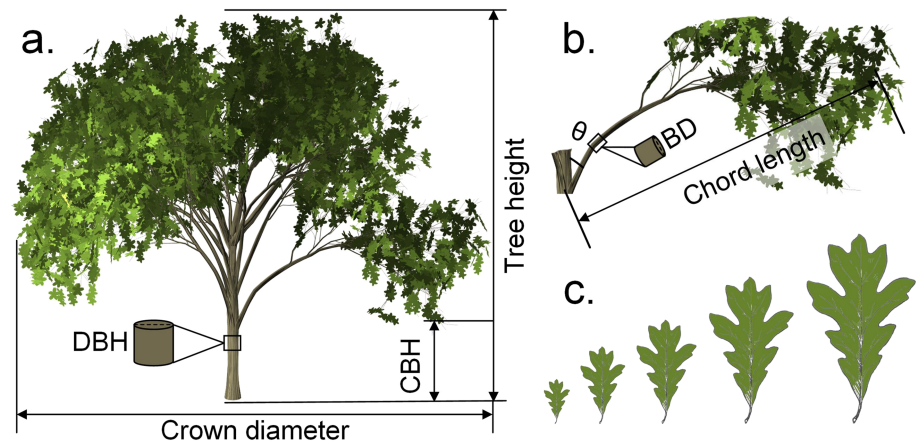 a.
Tree height
DBH
CBH
Crown diameter
b.
θ
BD
Chord length
c.